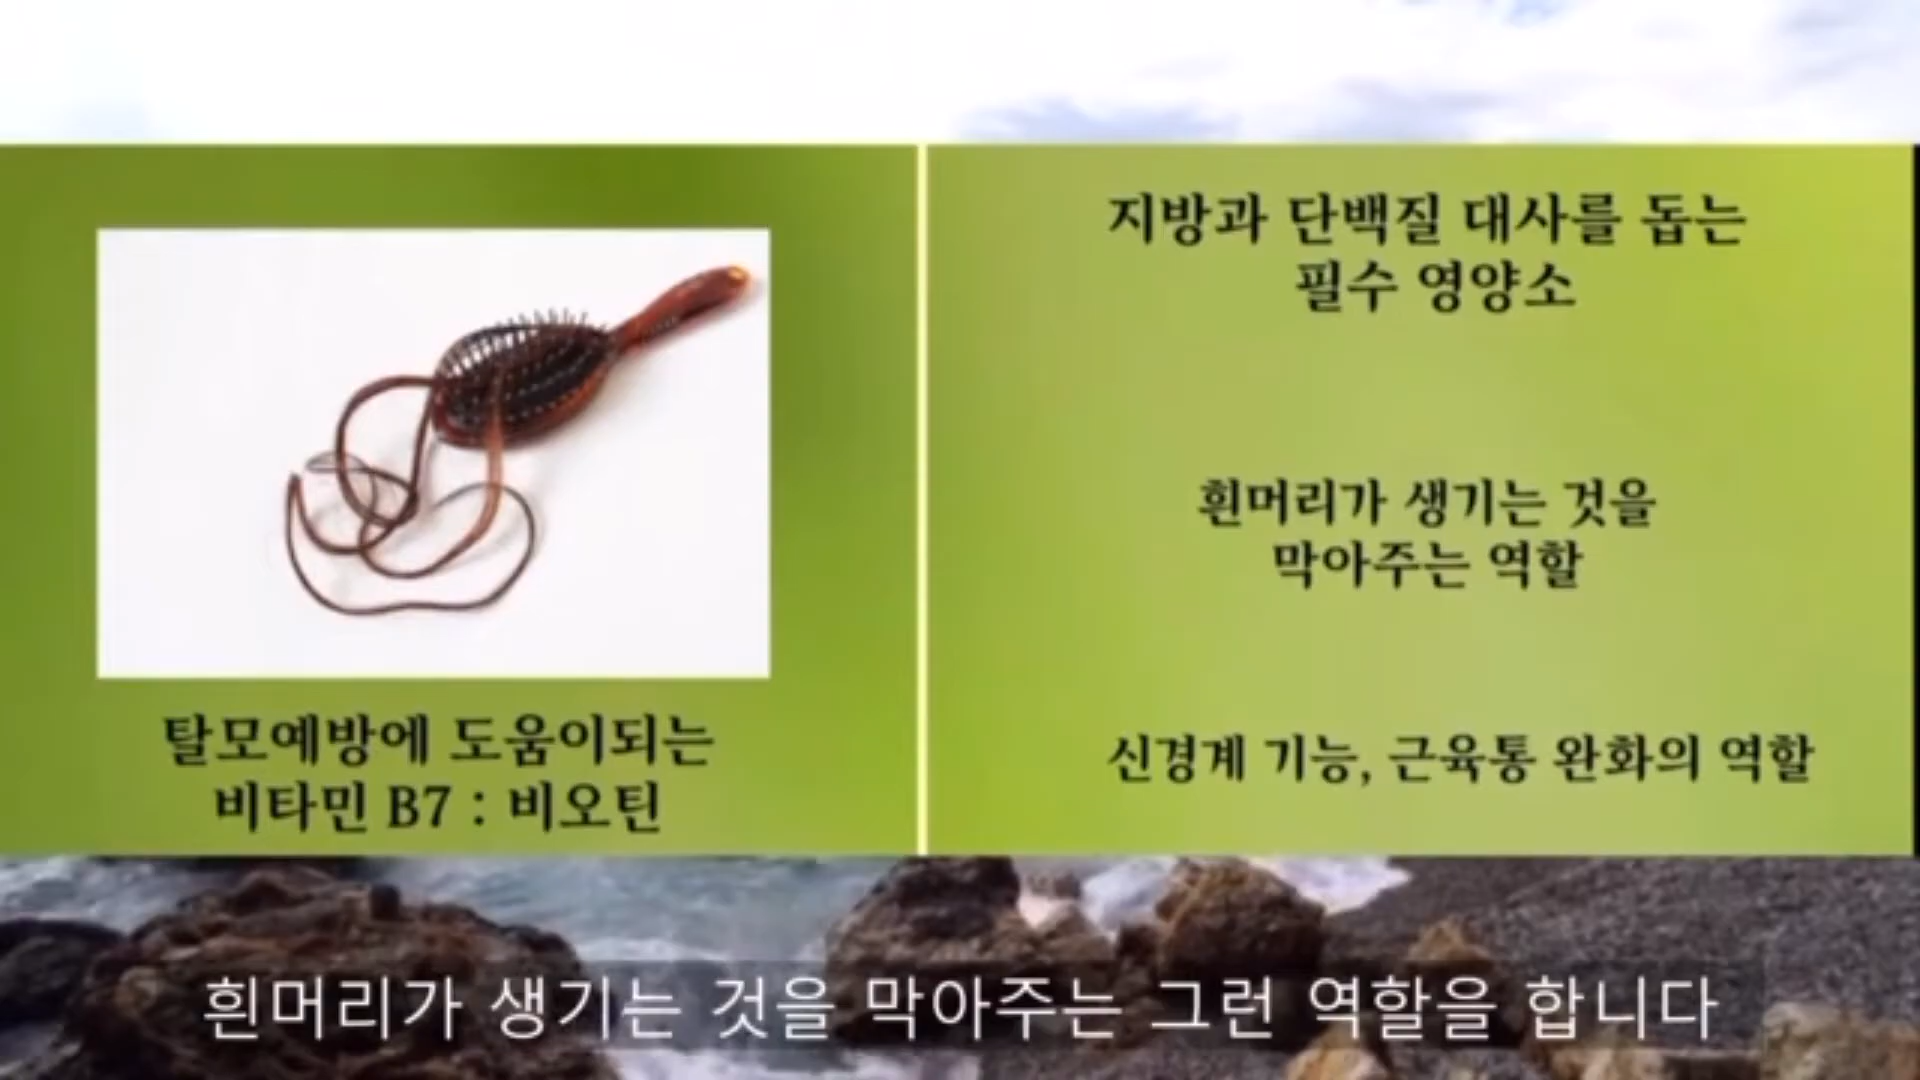 지방과 단백질 대사를 돕는
필수 영양소
흰머리가 생기는 것을
막아주는 역할
신경계 기능, 근육통 완화의 역할
탈모예방에 도움이되는
비타민 B7 : 비오틴
흰머리가 생기는 것을 막아주는 그런 역할을 합니다